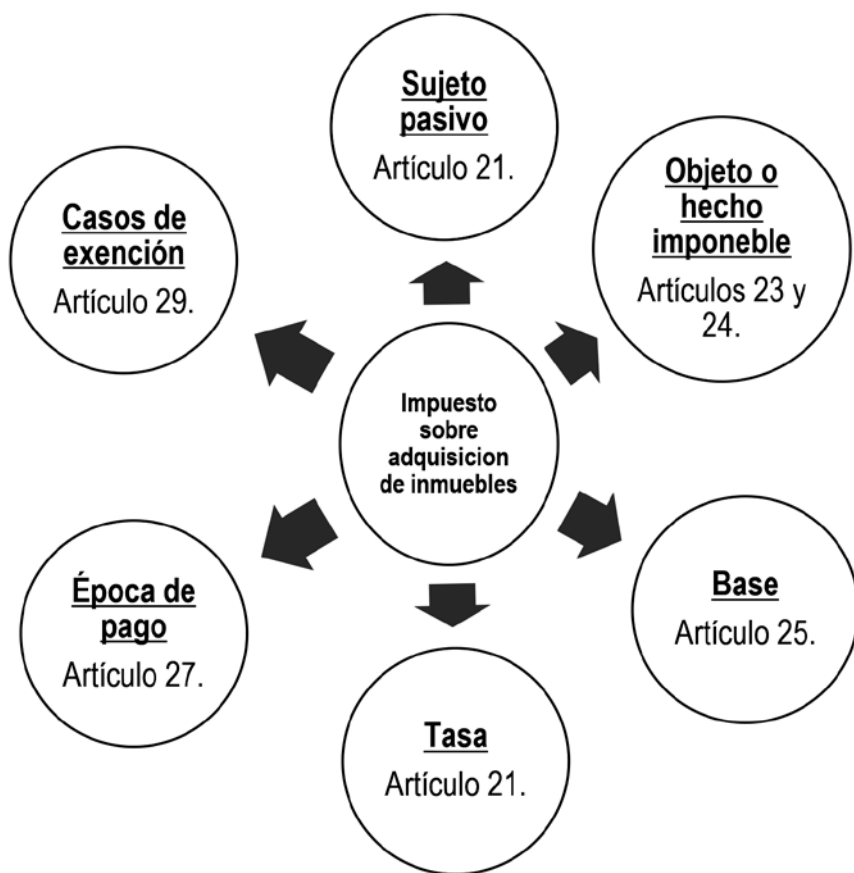 Sujeto
pasivo
Artículo 21.
Objeto o
hecho
imponeble
Artículos 23 y
24.
Base
Artículo 25.
Tasa
Artículo 21.
Época de
pago
Artículo 27.
Casos de
exención
Artículo 29.
Impuesto
sobre
adquisicion
de inmuebles